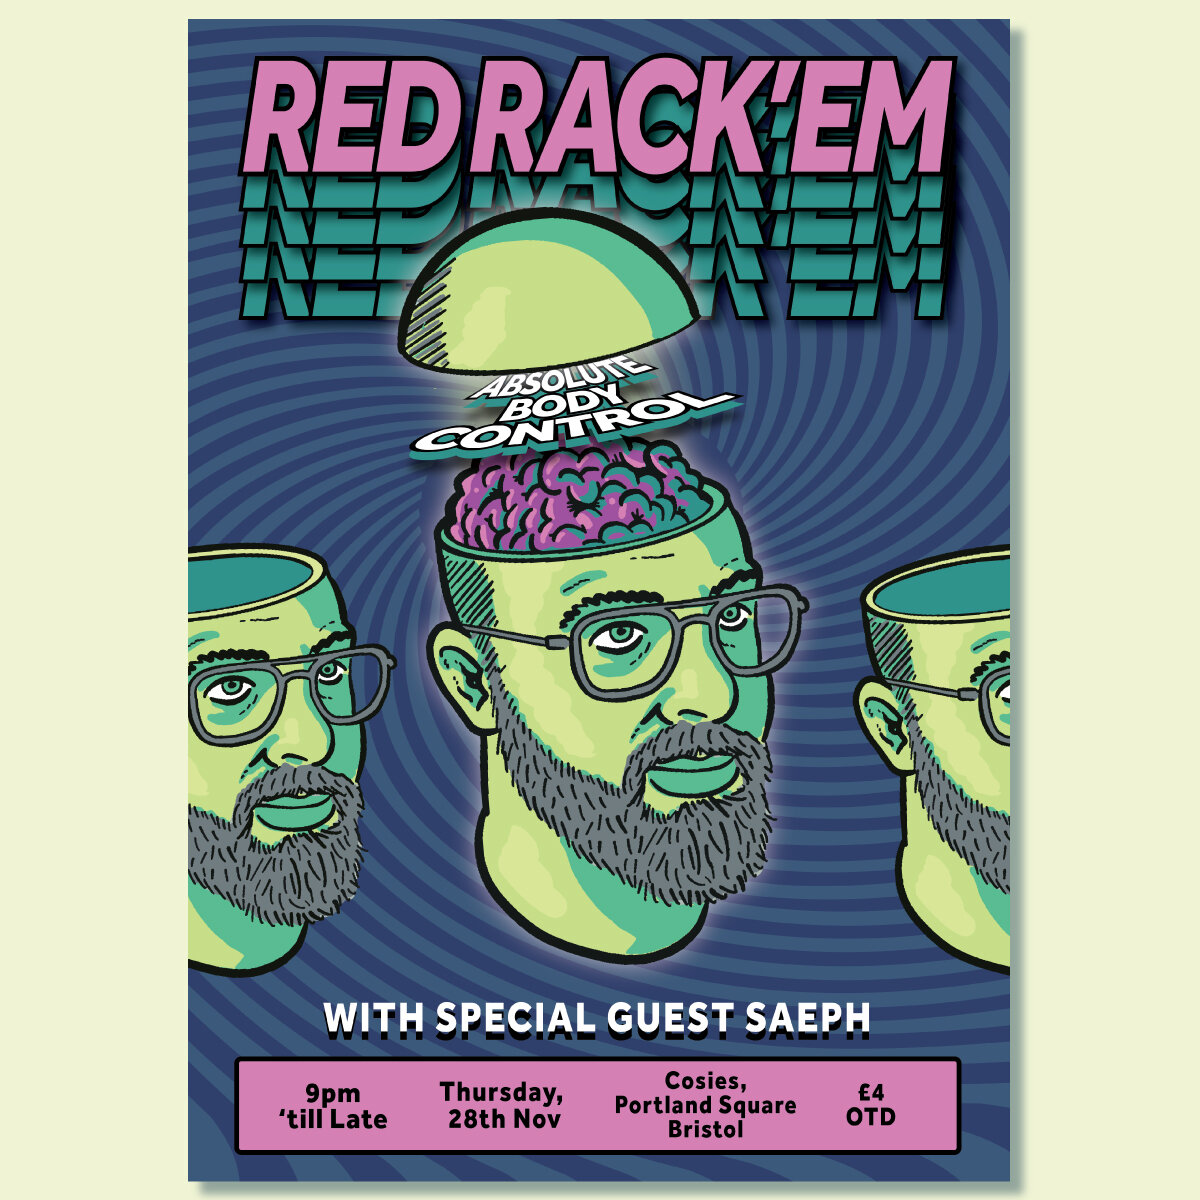 RED RACK'EM
ABSOLUTE
BODY
CONTROL
WITH SPECIAL GUEST SAEPH
9pm
'till Late
Thursday,
28th Nov
Cosies,
Portland Square
Bristol
£4
OTD